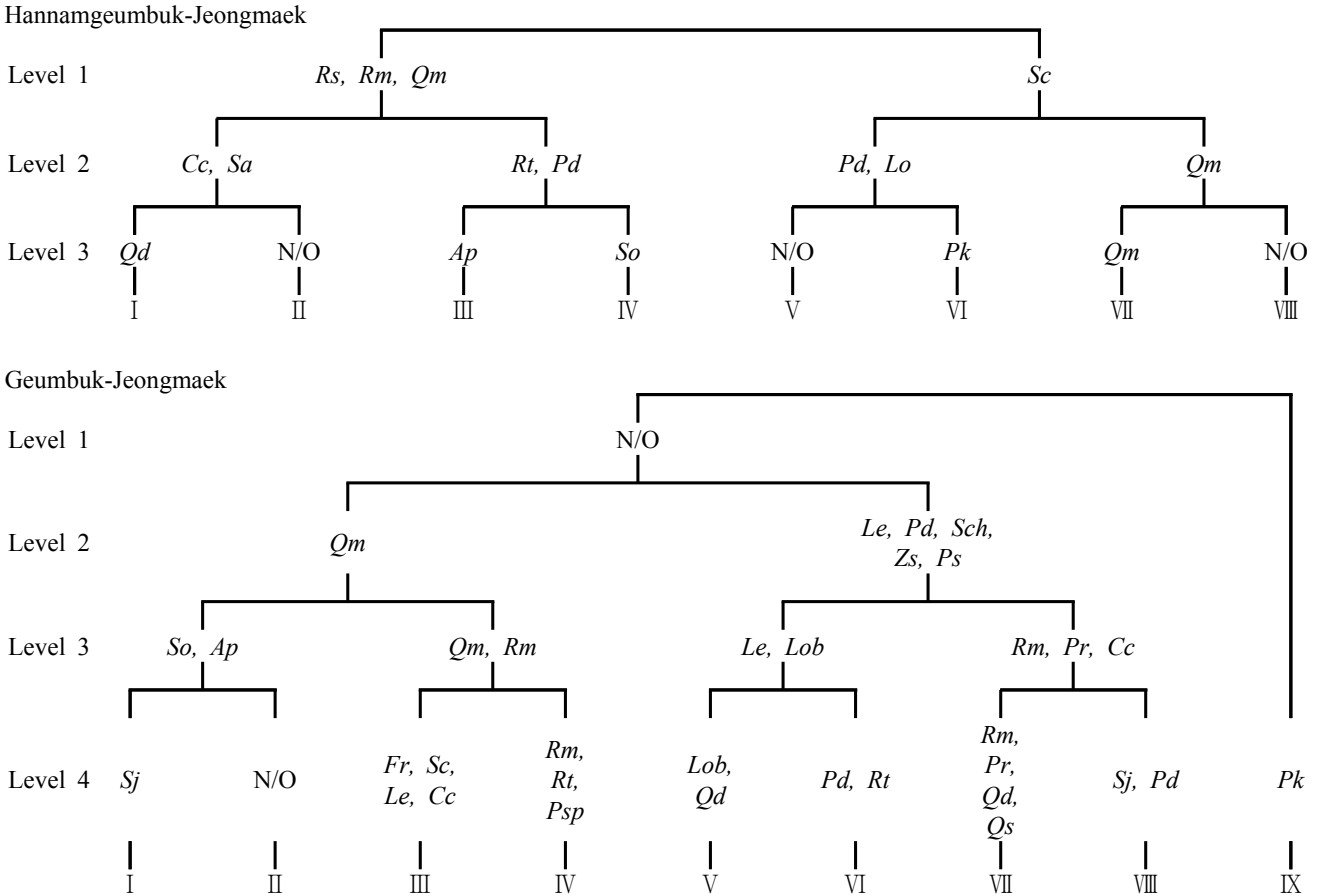 Hannamgeumbuk-Jeongmaek
Level 1 Rs, Rm, Qm Sc
Level 2 Cc, Sa Rt, Pd Pd, Lo Qm
Level 3 Qd N/O Ap So N/O Pk Qm N/O
Ⅰ Ⅱ Ⅲ Ⅳ Ⅴ Ⅵ Ⅶ Ⅷ
Geumbuk-Jeongmaek
Level 1 N/O
Level 2 Qm Le, Pd, Sch,
Zs, Ps
Level 3 So, Ap Qm, Rm Le, Lob Rm, Pr, Cc
Level 4 Sj N/O Fr, Sc,
Le, Cc
Rm,
Rt,
Psp
Lob,
Qd
Pd, Rt
Rm,
Pr,
Qd,
Qs
Sj, Pd Pk
Ⅰ Ⅱ Ⅲ Ⅳ Ⅴ Ⅵ Ⅶ Ⅷ Ⅸ